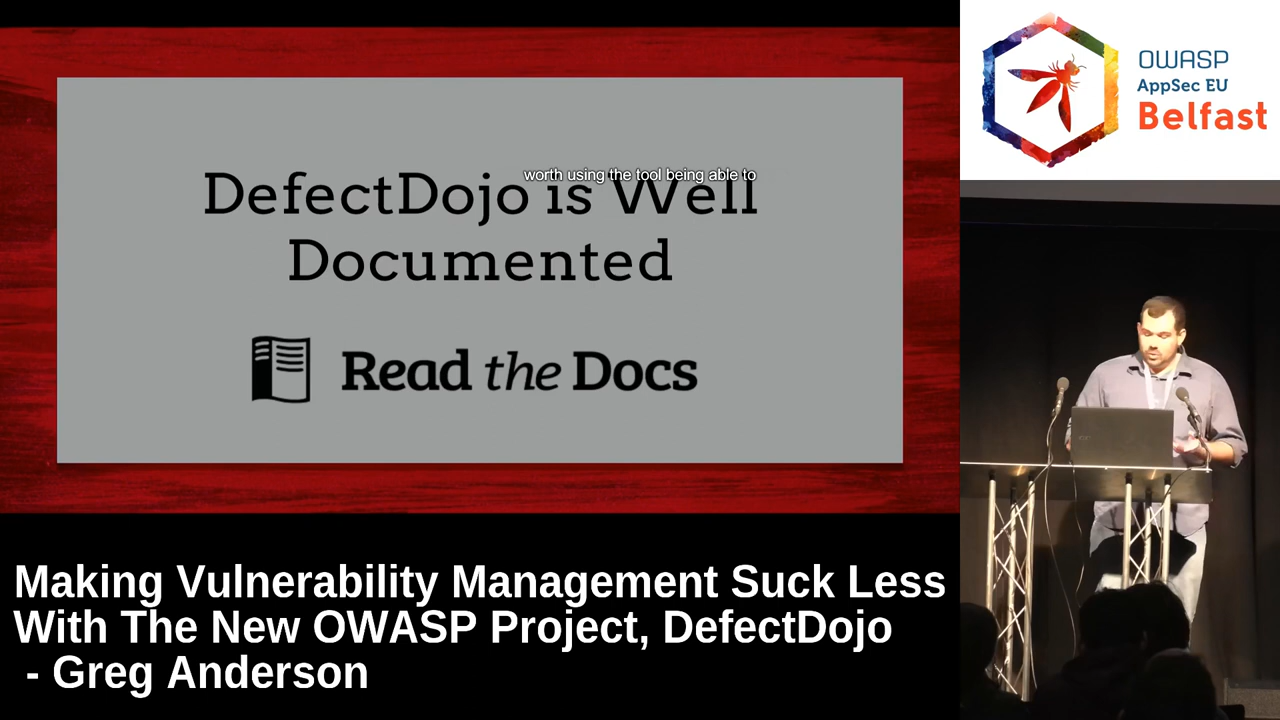 worth using the tool being able to
DefectDojo is Well
Documented
Read the Docs
OWASP
AppSec EU
Belfast
Making Vulnerability Management Suck Less
With The New OWASP Project, DefectDojo
- Greg Anderson